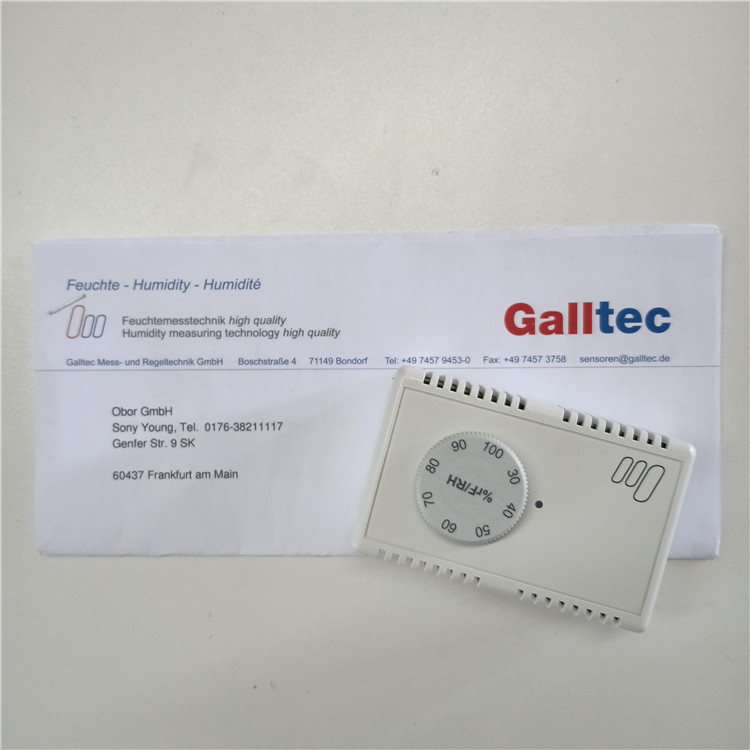 Feuchte - Humidity - Humidité
Galltec
Feuchtemesstechnik high quality
Humidity measuring technology high quality
Galltec Mess- und Regeltechnik GmbH Boschstraße 4 71149 Bondorf Tel: +49 7457 9453-0 Fax: +49 7457 3758 sensoren@galltec.de
Obor GmbH
Sony Young, Tel. 0176-38211117
Genfer Str. 9 SK
60437 Frankfurt am Main
30 40 50 60 70 80 90 100
%rF/RH